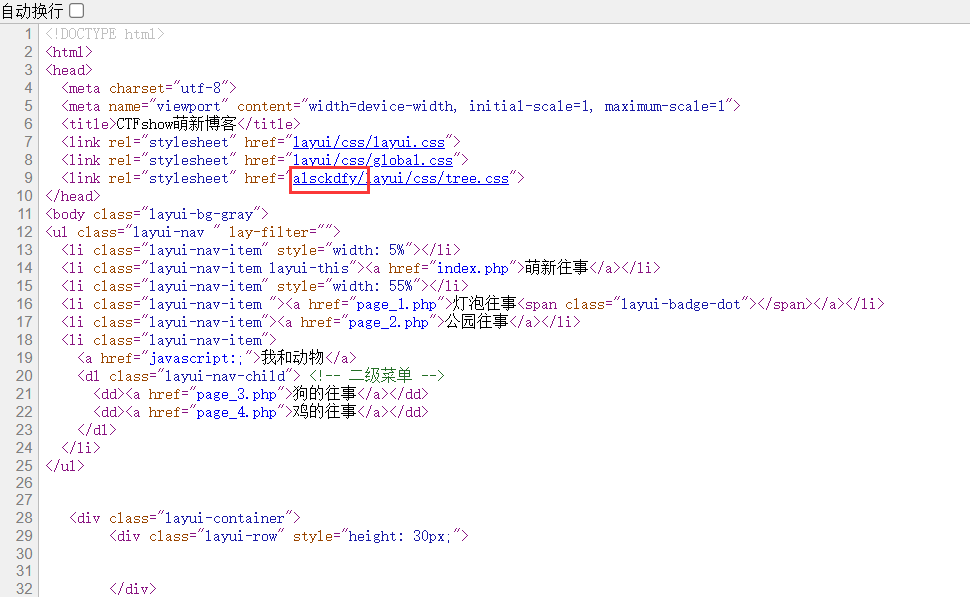 自动换行
1 <!DOCTYPE html>
2 <html>
3 <head>
4 <meta charset="utf-8">
5 <meta name="viewport" content="width=device-width, initial-scale=1, maximum-scale=1">
6 <title>CTFshow萌新博客</title>
7 <link rel="stylesheet" href="layui/css/layui.css">
8 <link rel="stylesheet" href="layui/css/global.css">
9 <link rel="stylesheet" href="alsckdfy/layui/css/tree.css">
10 </head>
11 <body class="layui-bg-gray">
12 <ul class="layui-nav " lay-filter="">
13 <li class="layui-nav-item" style="width: 5%"></li>
14 <li class="layui-nav-item layui-this"><a href="index.php">萌新往事</a></li>
15 <li class="layui-nav-item" style="width: 55%"></li>
16 <li class="layui-nav-item "><a href="page_1.php">灯泡往事<span class="layui-badge-dot"></span></a></li>
17 <li class="layui-nav-item"><a href="page_2.php">公园往事</a></li>
18 <li class="layui-nav-item">
19 <a href="javascript:;">我和动物</a>
20 <dl class="layui-nav-child"> <!-- 二级菜单 -->
21 <dd><a href="page_3.php">狗的往事</a></dd>
22 <dd><a href="page_4.php">鸡的往事</a></dd>
23 </dl>
24 </li>
25 </ul>
26
27
28 <div class="layui-container">
29 <div class="layui-row" style="height: 30px;">
30
31
32 </div>